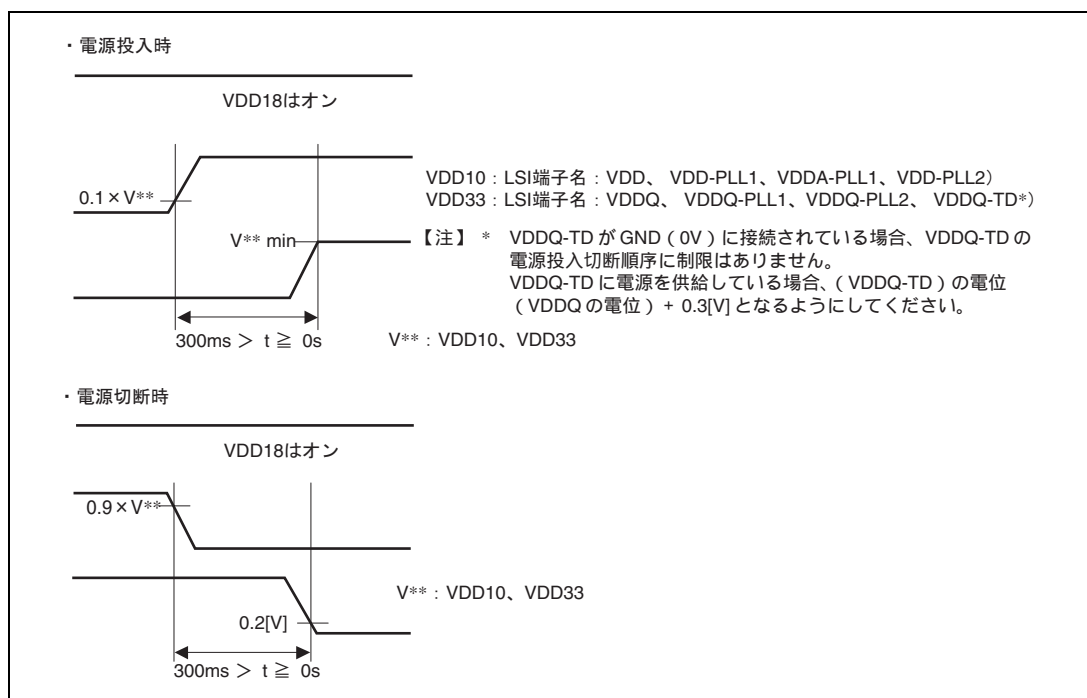 ・電源投入時
VDD18はオン
0.1×V**
V** min
300ms > t ≧ 0s
VDD10：LSI端子名：VDD、VDD-PLL1、VDDA-PLL1、VDD-PLL2）
VDD33：LSI端子名：VDDQ、VDDQ-PLL1、VDDQ-PLL2、VDDQ-TD*）
【注】 * VDDQ-TD が GND（0V）に接続されている場合、VDDQ-TD の
電源投入切断順序に制限はありません。
VDDQ-TD に電源を供給している場合、（VDDQ-TD）の電位
（VDDQ の電位）+ 0.3[V] となるようにしてください。
V**：VDD10、VDD33
・電源切断時
VDD18はオン
0.9×V**
V**：VDD10、VDD33
0.2[V]
300ms > t ≧ 0s